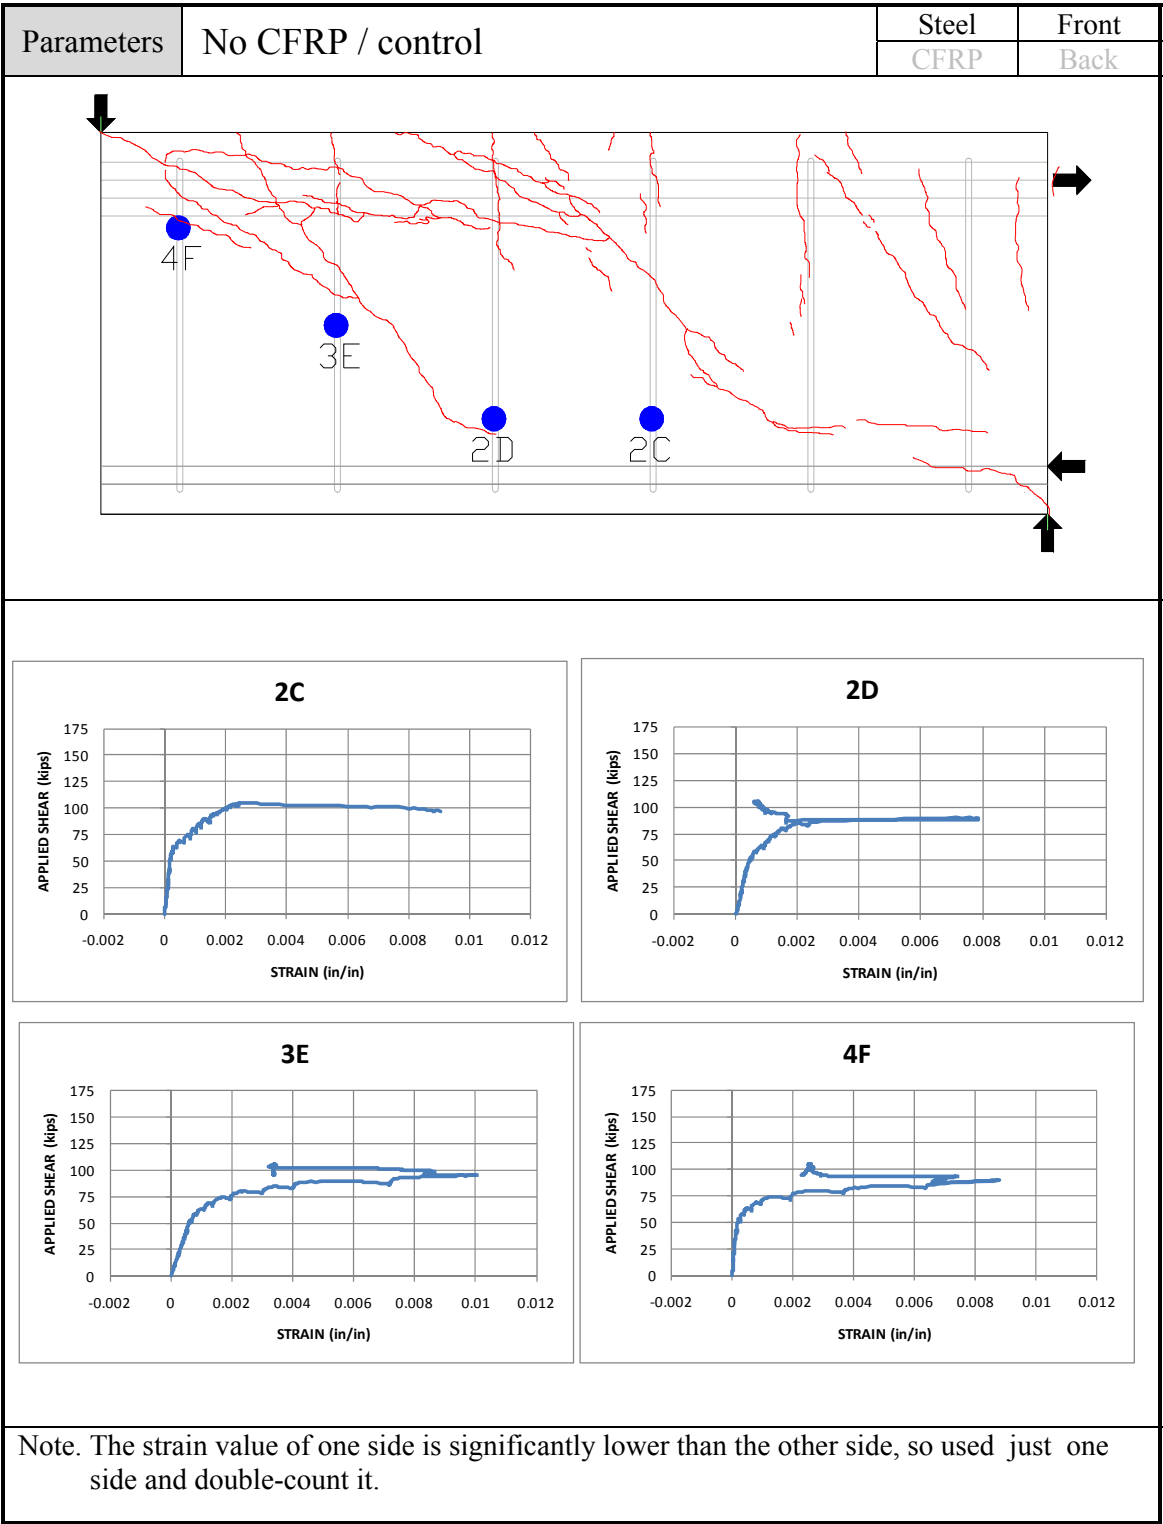 Parameters No CFRP / control Steel Front
CFRP Back
4F
3E
2D 2C
2C
APPLIED SHEAR (kips)
175
150
125
100
75
50
25
0
-0.002 0 0.002 0.004 0.006 0.008 0.01 0.012
STRAIN (in/in)
2D
APPLIED SHEAR (kips)
175
150
125
100
75
50
25
0
-0.002 0 0.002 0.004 0.006 0.008 0.01 0.012
STRAIN (in/in)
3E
APPLIED SHEAR (kips)
175
150
125
100
75
50
25
0
-0.002 0 0.002 0.004 0.006 0.008 0.01 0.012
STRAIN (in/in)
4F
APPLIED SHEAR (kips)
175
150
125
100
75
50
25
0
-0.002 0 0.002 0.004 0.006 0.008 0.01 0.012
STRAIN (in/in)
Note. The strain value of one side is significantly lower than the other side, so used just one
side and double-count it.